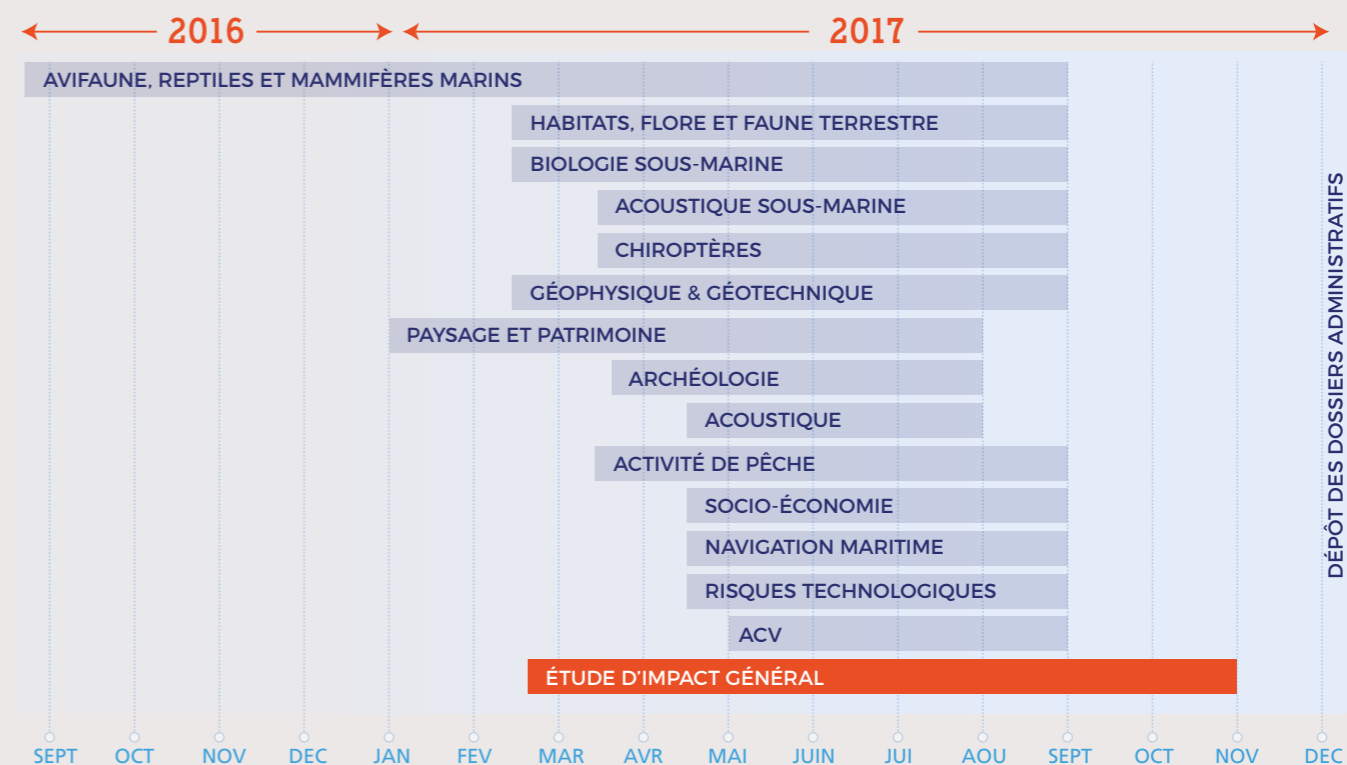 2016
2017
AVIFAUNE, REPTILES ET MAMMIFÈRES MARINS
HABITATS, FLORE ET FAUNE TERRESTRE
BIOLOGIE SOUS-MARINE
ACOUSTIQUE SOUS-MARINE
CHIROPTÈRES
GÉOPHYSIQUE & GÉOTECHNIQUE
PAYSAGE ET PATRIMOINE
ARCHÉOLOGIE
ACOUSTIQUE
ACTIVITÉ DE PÊCHE
SOCIO-ÉCONOMIE
NAVIGATION MARITIME
RISQUES TECHNOLOGIQUES
ACV
ÉTUDE D'IMPACT GÉNÉRAL
DÉPÔT DES DOSSIERS ADMINISTRATIFS
SEPT OCT NOV DEC JAN FEV MAR AVR MAI JUIN JUI AOU SEPT OCT NOV DEC